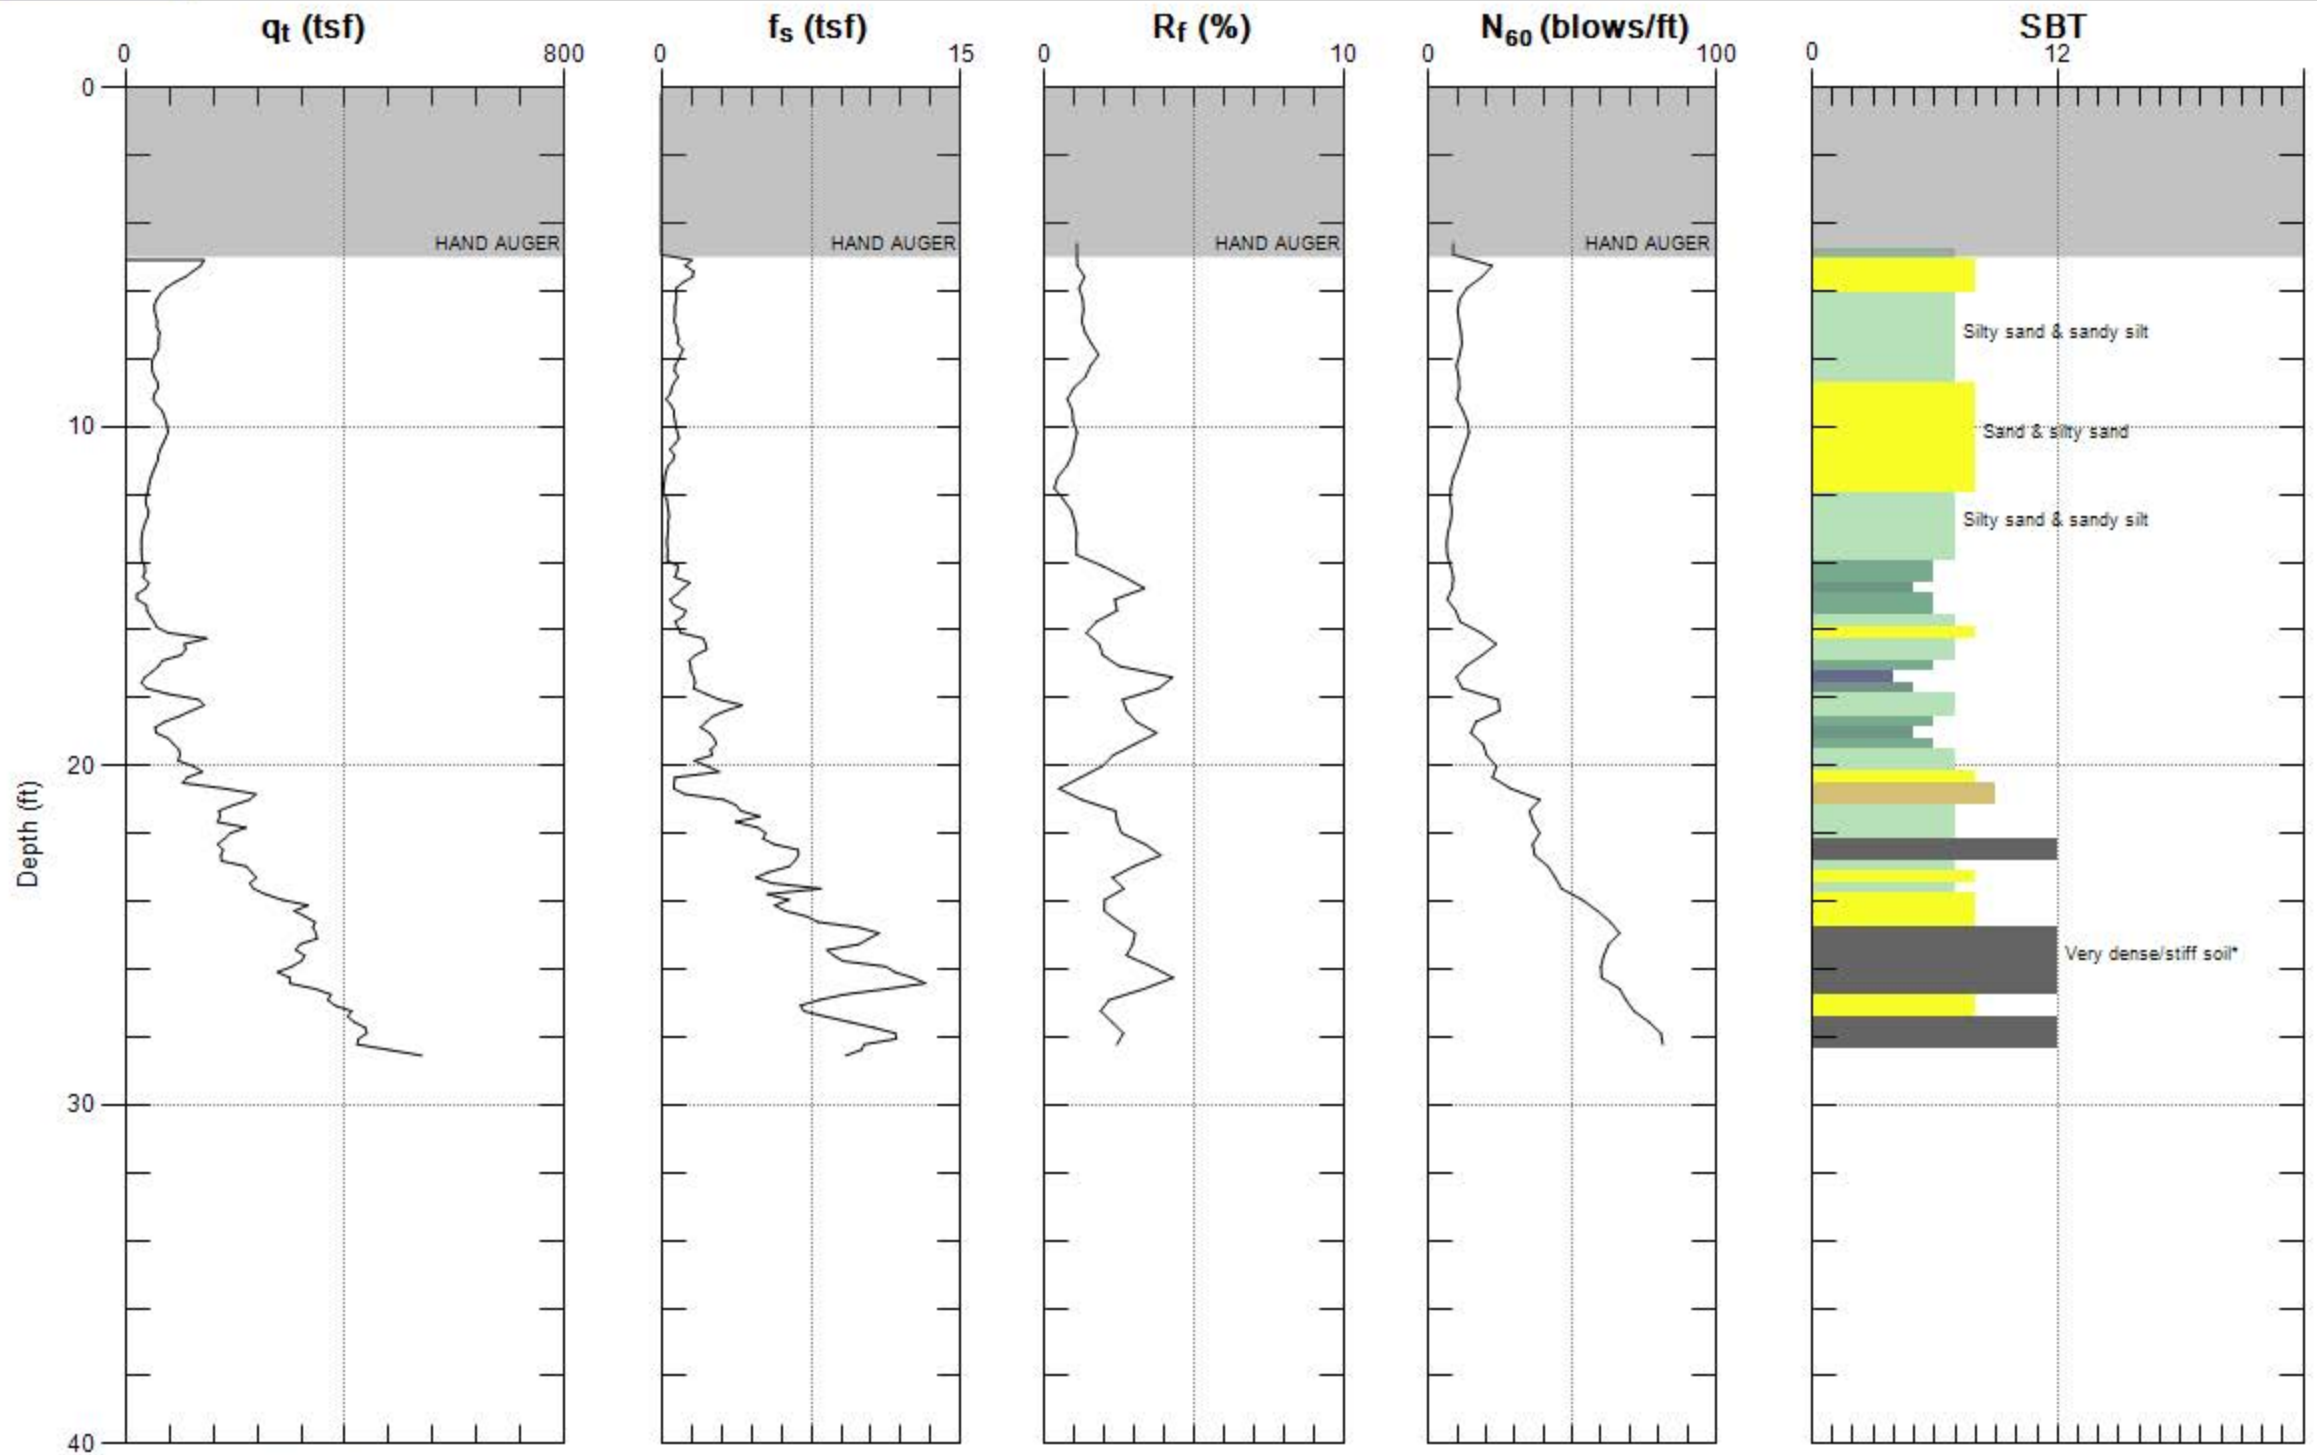 qt (tsf)
fs (tsf)
Rf (%)
N60 (blows/ft)
SBT
0 800
0 15
0 10
0 100
0 12
0
HAND AUGER
HAND AUGER
HAND AUGER
HAND AUGER
Silty sand & sandy silt
10
Sand & silty sand
Silty sand & sandy silt
20
Depth (ft)
Very dense/stiff soil*
30
40